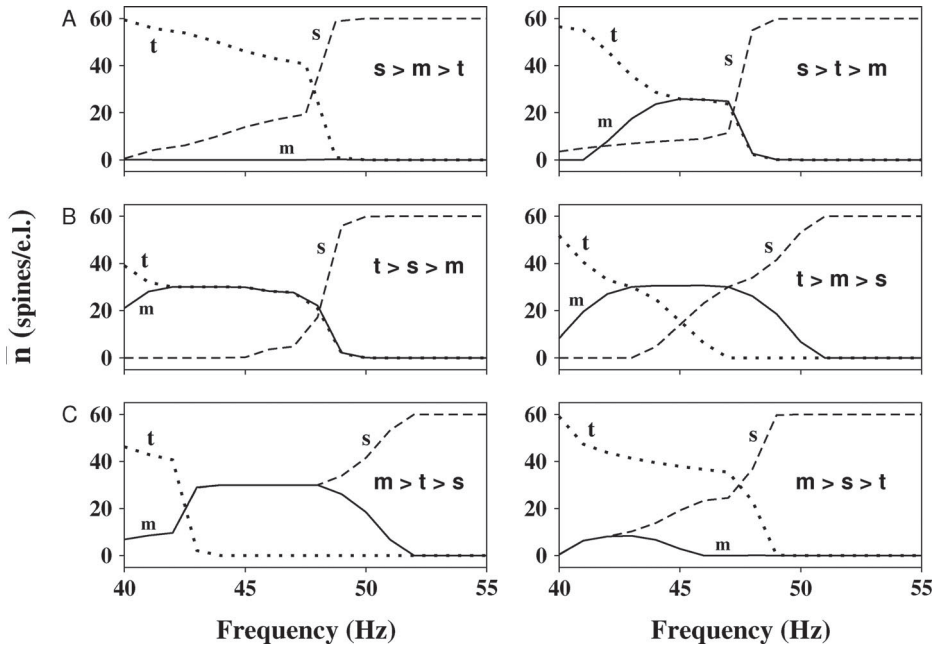 A
60
40
20
0
t
s
m
s > m > t
t
s
m
s > t > m
B
60
40
20
0
t
s
m
t > s > m
t
s
m
t > m > s
n̅ (spines/e.l.)
C
60
40
20
0
t
s
m
m > t > s
t
s
m
m > s > t
40 45 50 55
40 45 50 55
Frequency (Hz)
Frequency (Hz)